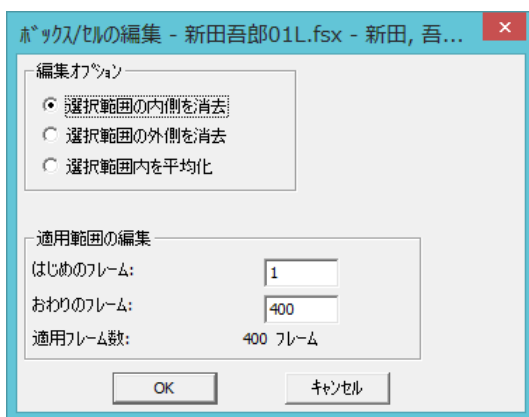 ﾎﾞｯｸｽ/ｾﾙの編集 - 新田吾郎01L.fsx - 新田, 吾...
編集ｵﾌﾟｼｮﾝ
選択範囲の内側を消去
選択範囲の外側を消去
選択範囲内を平均化
適用範囲の編集
はじめのﾌﾚｰﾑ: 1
おわりのﾌﾚｰﾑ: 400
適用ﾌﾚｰﾑ数: 400 ﾌﾚｰﾑ
OK ｷｬﾝｾﾙ